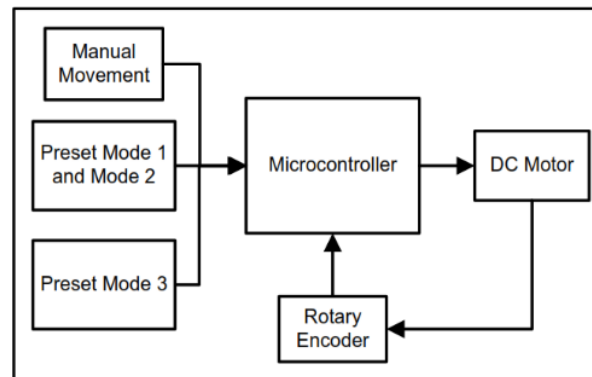 Manual
Movement
Preset Mode 1
and Mode 2
Microcontroller
DC Motor
Preset Mode 3
Rotary
Encoder